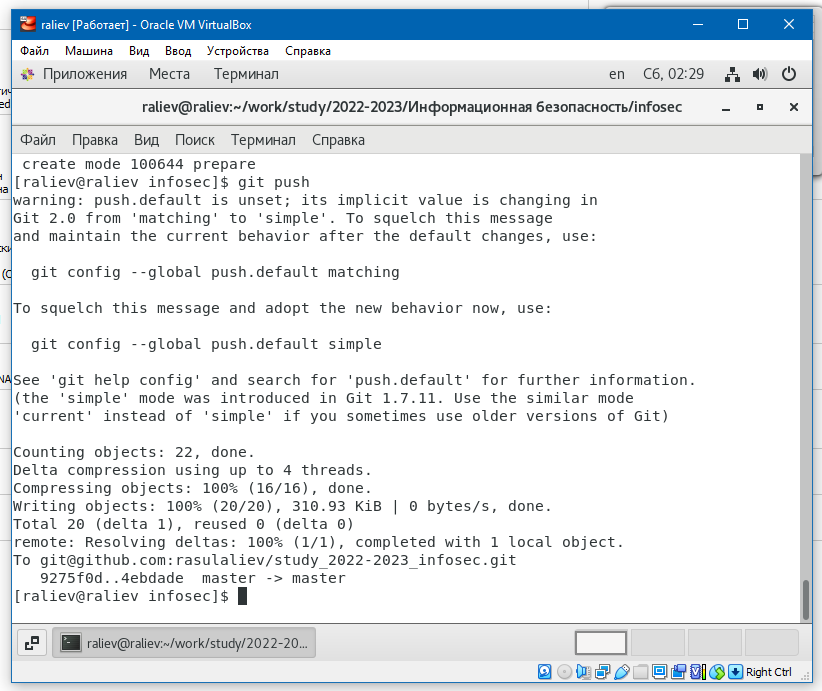 raliev [Работает] - Oracle VM VirtualBox
Файл Машина Вид Ввод Устройства Справка
Приложения Места Терминал en Сб, 02:29
raliev@raliev:~/work/study/2022-2023/Информационная безопасность/infosec
Файл Правка Вид Поиск Терминал Справка
create mode 100644 prepare
[raliev@raliev infosec]$ git push
warning: push.default is unset; its implicit value is changing in
Git 2.0 from 'matching' to 'simple'. To squelch this message
and maintain the current behavior after the default changes, use:
git config --global push.default matching
To squelch this message and adopt the new behavior now, use:
git config --global push.default simple
See 'git help config' and search for 'push.default' for further information.
(the 'simple' mode was introduced in Git 1.7.11. Use the similar mode
'current' instead of 'simple' if you sometimes use older versions of Git)
Counting objects: 22, done.
Delta compression using up to 4 threads.
Compressing objects: 100% (16/16), done.
Writing objects: 100% (20/20), 310.93 KiB | 0 bytes/s, done.
Total 20 (delta 1), reused 0 (delta 0)
remote: Resolving deltas: 100% (1/1), completed with 1 local object.
To git@github.com:rasulaliev/study_2022-2023_infosec.git
9275f0d..4ebdade master -> master
[raliev@raliev infosec]$
raliev@raliev:~/work/study/2022-20...
Right Ctrl